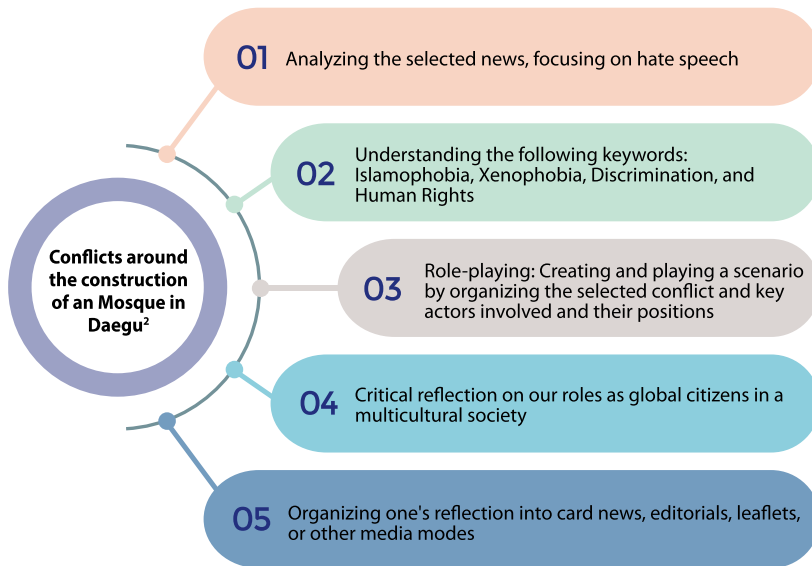 01 Analyzing the selected news, focusing on hate speech
02 Understanding the following keywords:
Islamophobia, Xenophobia, Discrimination, and
Human Rights
Conflicts around
the construction
of an Mosque in
Daegu²
03 Role-playing: Creating and playing a scenario
by organizing the selected conflict and key
actors involved and their positions
04 Critical reflection on our roles as global citizens in a
multicultural society
05 Organizing one's reflection into card news, editorials, leaflets,
or other media modes